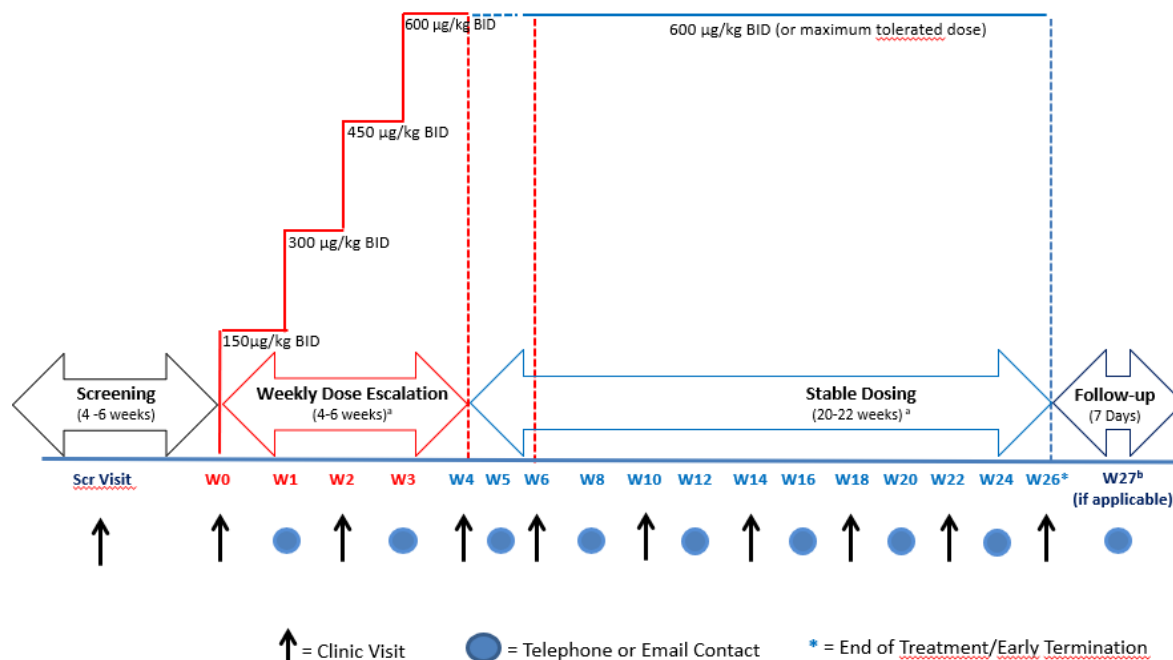 600 µg/kg BID
600 µg/kg BID (or maximum tolerated dose)
450 µg/kg BID
300 µg/kg BID
150µg/kg BID
Screening
(4 -6 weeks)
Weekly Dose Escalation
(4-6 weeks)ᵃ
Stable Dosing
(20-22 weeks) ᵃ
Follow-up
(7 Days)
Scr Visit W0 W1 W2 W3 W4 W5 W6 W8 W10 W12 W14 W16 W18 W20 W22 W24 W26* W27ᵇ
(if applicable)
= Clinic Visit
= Telephone or Email Contact
* = End of Treatment/Early Termination